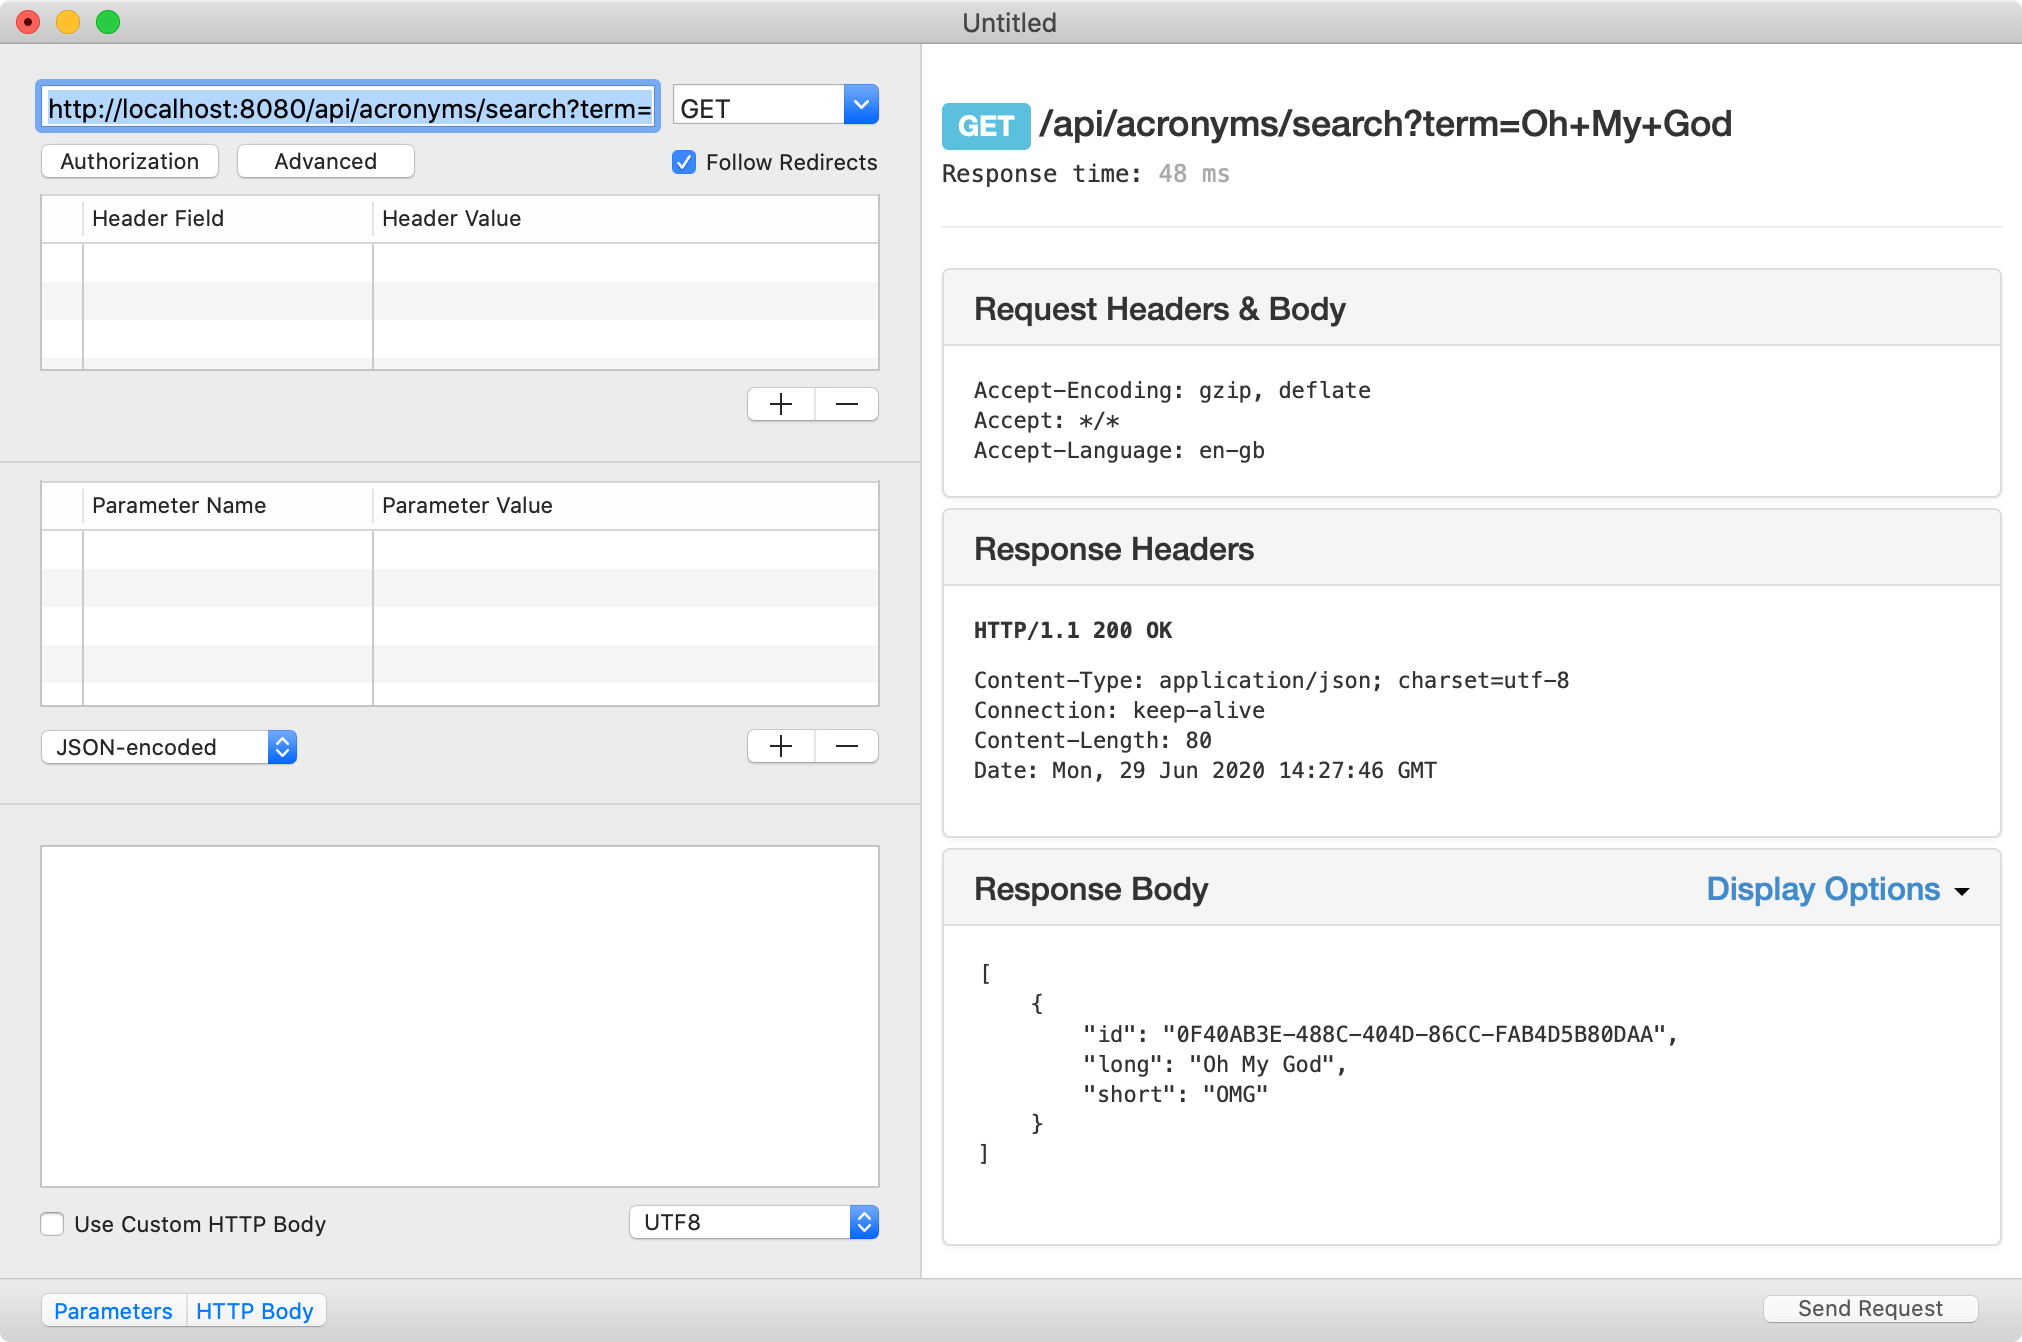 Untitled
http://localhost:8080/api/acronyms/search?term=
GET
Authorization
Advanced
Follow Redirects
Header Field
Header Value
Parameter Name
Parameter Value
JSON-encoded
Use Custom HTTP Body
UTF8
Parameters
HTTP Body
GET /api/acronyms/search?term=Oh+My+God
Response time: 48 ms
Request Headers & Body
Accept-Encoding: gzip, deflate
Accept: */*
Accept-Language: en-gb
Response Headers
HTTP/1.1 200 OK
Content-Type: application/json; charset=utf-8
Connection: keep-alive
Content-Length: 80
Date: Mon, 29 Jun 2020 14:27:46 GMT
Response Body
Display Options
[
{
"id": "0F40AB3E-488C-404D-86CC-FAB4D5B80DAA",
"long": "Oh My God",
"short": "OMG"
}
]
Send Request